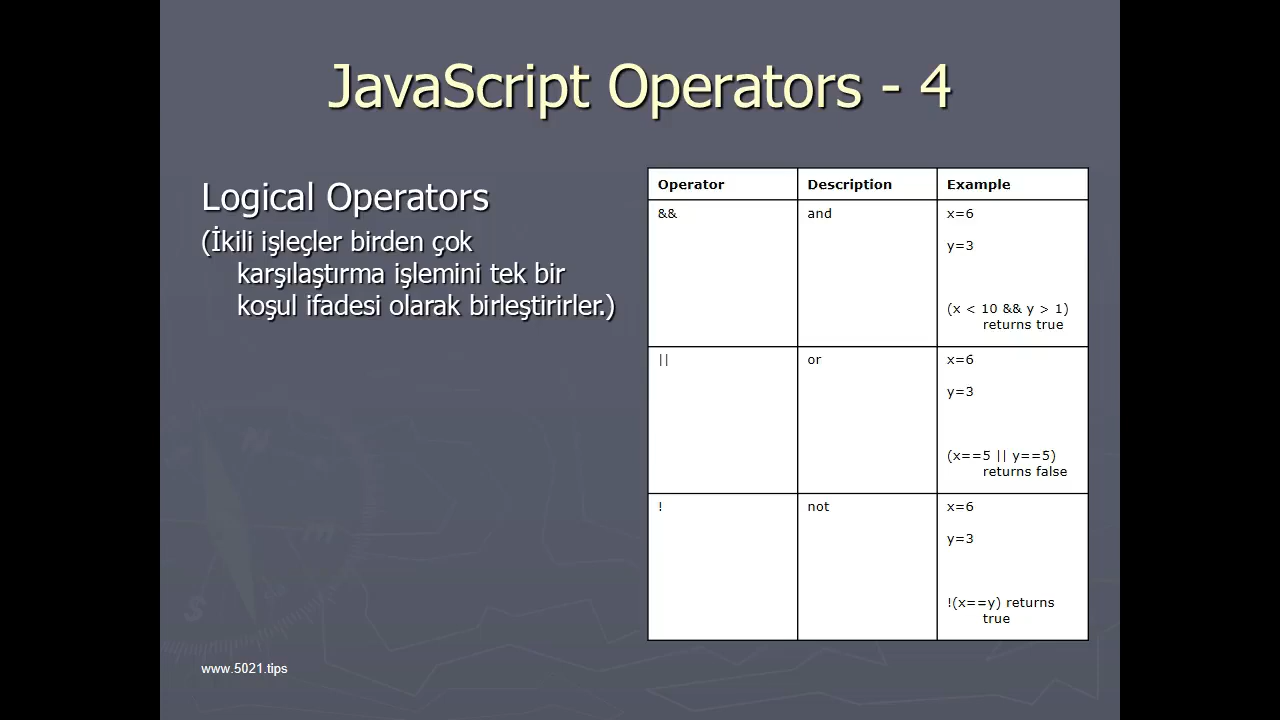 JavaScript Operators - 4
Logical Operators
(İkili işleçler birden çok
karşılaştırma işlemini tek bir
koşul ifadesi olarak birleştirirler.)
Operator Description Example
&& and x=6
y=3
(x < 10 && y > 1)
returns true
|| or x=6
y=3
(x==5 || y==5)
returns false
! not x=6
y=3
!(x==y) returns
true
www.5021.tips